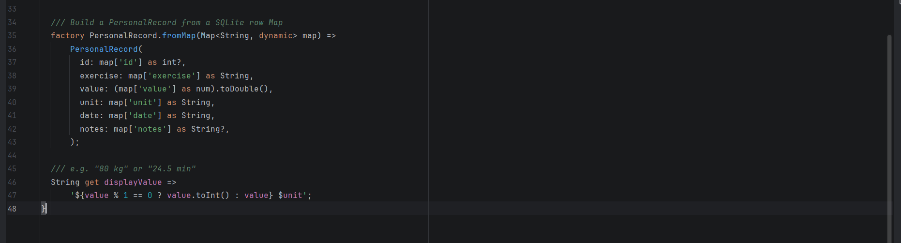 33
34 /// Build a PersonalRecord from a SQLite row Map
35 factory PersonalRecord.fromMap(Map<String, dynamic> map) =>
36 PersonalRecord(
37 id: map['id'] as int?,
38 exercise: map['exercise'] as String,
39 value: (map['value'] as num).toDouble(),
40 unit: map['unit'] as String,
41 date: map['date'] as String,
42 notes: map['notes'] as String?,
43 );
44
45 /// e.g. "80 kg" or "24.5 min"
46 String get displayValue =>
47 '${value % 1 == 0 ? value.toInt() : value} $unit';
48 }